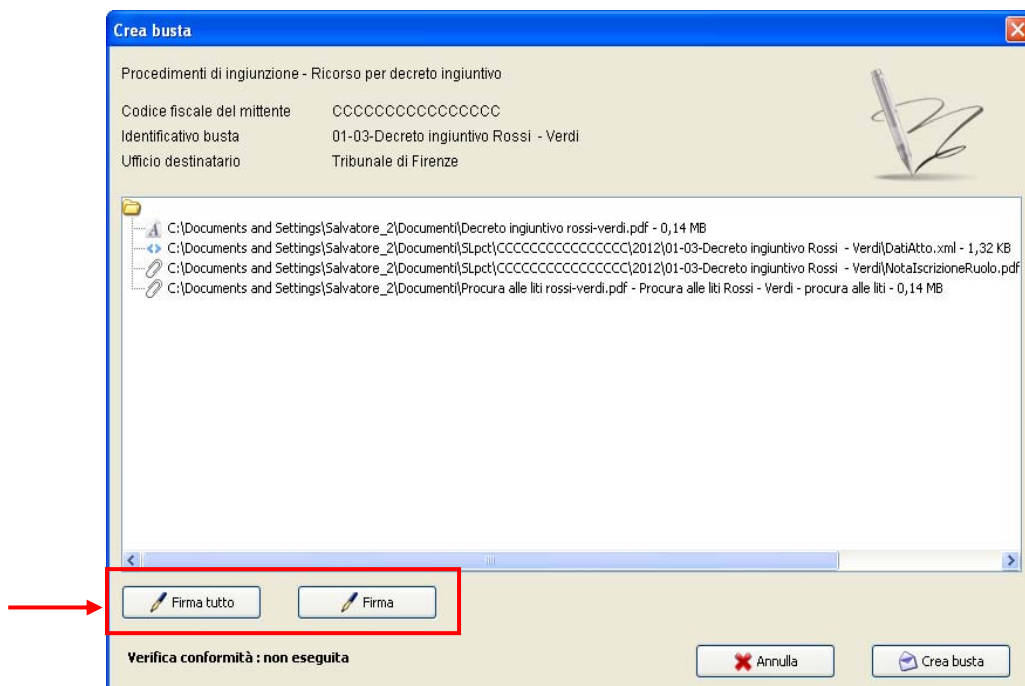 Crea busta
Procedimenti di ingiunzione - Ricorso per decreto ingiuntivo
Codice fiscale del mittente CCCCCCCCCCCCCCCC
Identificativo busta 01-03-Decreto ingiuntivo Rossi - Verdi
Ufficio destinatario Tribunale di Firenze
C:\Documents and Settings\Salvatore_2\Documenti\Decreto ingiuntivo rossi-verdi.pdf - 0,14 MB
C:\Documents and Settings\Salvatore_2\Documenti\SLpct\CCCCCCCCCCCCCCCC\2012\01-03-Decreto ingiuntivo Rossi - Verdi\DatiAtto.xml - 1,32 KB
C:\Documents and Settings\Salvatore_2\Documenti\SLpct\CCCCCCCCCCCCCCCC\2012\01-03-Decreto ingiuntivo Rossi - Verdi\NotaIscrizioneRuolo.pdf
C:\Documents and Settings\Salvatore_2\Documenti\Procura alle liti rossi-verdi.pdf - Procura alle liti Rossi - Verdi - procura alle liti - 0,14 MB
Firma tutto Firma
Verifica conformità : non eseguita
Annulla Crea busta